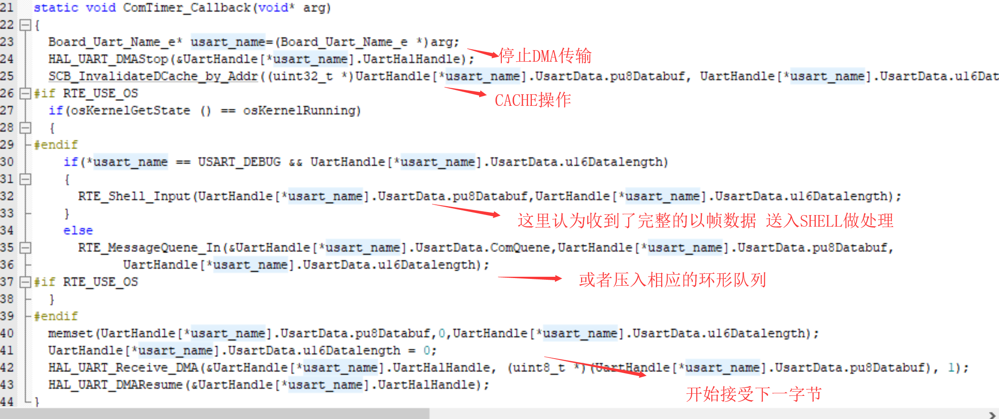 21 static void ComTimer_Callback(void* arg)
22 {
23 Board_Uart_Name_e* usart_name=(Board_Uart_Name_e *)arg;
24 HAL_UART_DMAStop(&UartHandle[*usart_name].UartHalHandle);
停止DMA传输
25 SCB_InvalidateDCache_by_Addr((uint32_t *)UartHandle[*usart_name].UsartData.pu8Databuf, UartHandle[*usart_name].UsartData.u16Dat
26 #if RTE_USE_OS
CACHE操作
27 if(osKernelGetState () == osKernelRunning)
28 {
29 #endif
30 if(*usart_name == USART_DEBUG && UartHandle[*usart_name].UsartData.u16Datalength)
31 {
32 RTE_Shell_Input(UartHandle[*usart_name].UsartData.pu8Databuf,UartHandle[*usart_name].UsartData.u16Datalength);
33 }
这里认为收到了完整的以帧数据 送入SHELL做处理
34 else
35 RTE_MessageQuene_In(&UartHandle[*usart_name].UsartData.ComQuene,UartHandle[*usart_name].UsartData.pu8Databuf,
36 UartHandle[*usart_name].UsartData.u16Datalength);
37 #if RTE_USE_OS
或者压入相应的环形队列
38 }
39 #endif
40 memset(UartHandle[*usart_name].UsartData.pu8Databuf,0,UartHandle[*usart_name].UsartData.u16Datalength);
41 UartHandle[*usart_name].UsartData.u16Datalength = 0;
42 HAL_UART_Receive_DMA(&UartHandle[*usart_name].UartHalHandle, (uint8_t *)(UartHandle[*usart_name].UsartData.pu8Databuf), 1);
43 HAL_UART_DMAResume(&UartHandle[*usart_name].UartHalHandle);
开始接受下一字节
44 }